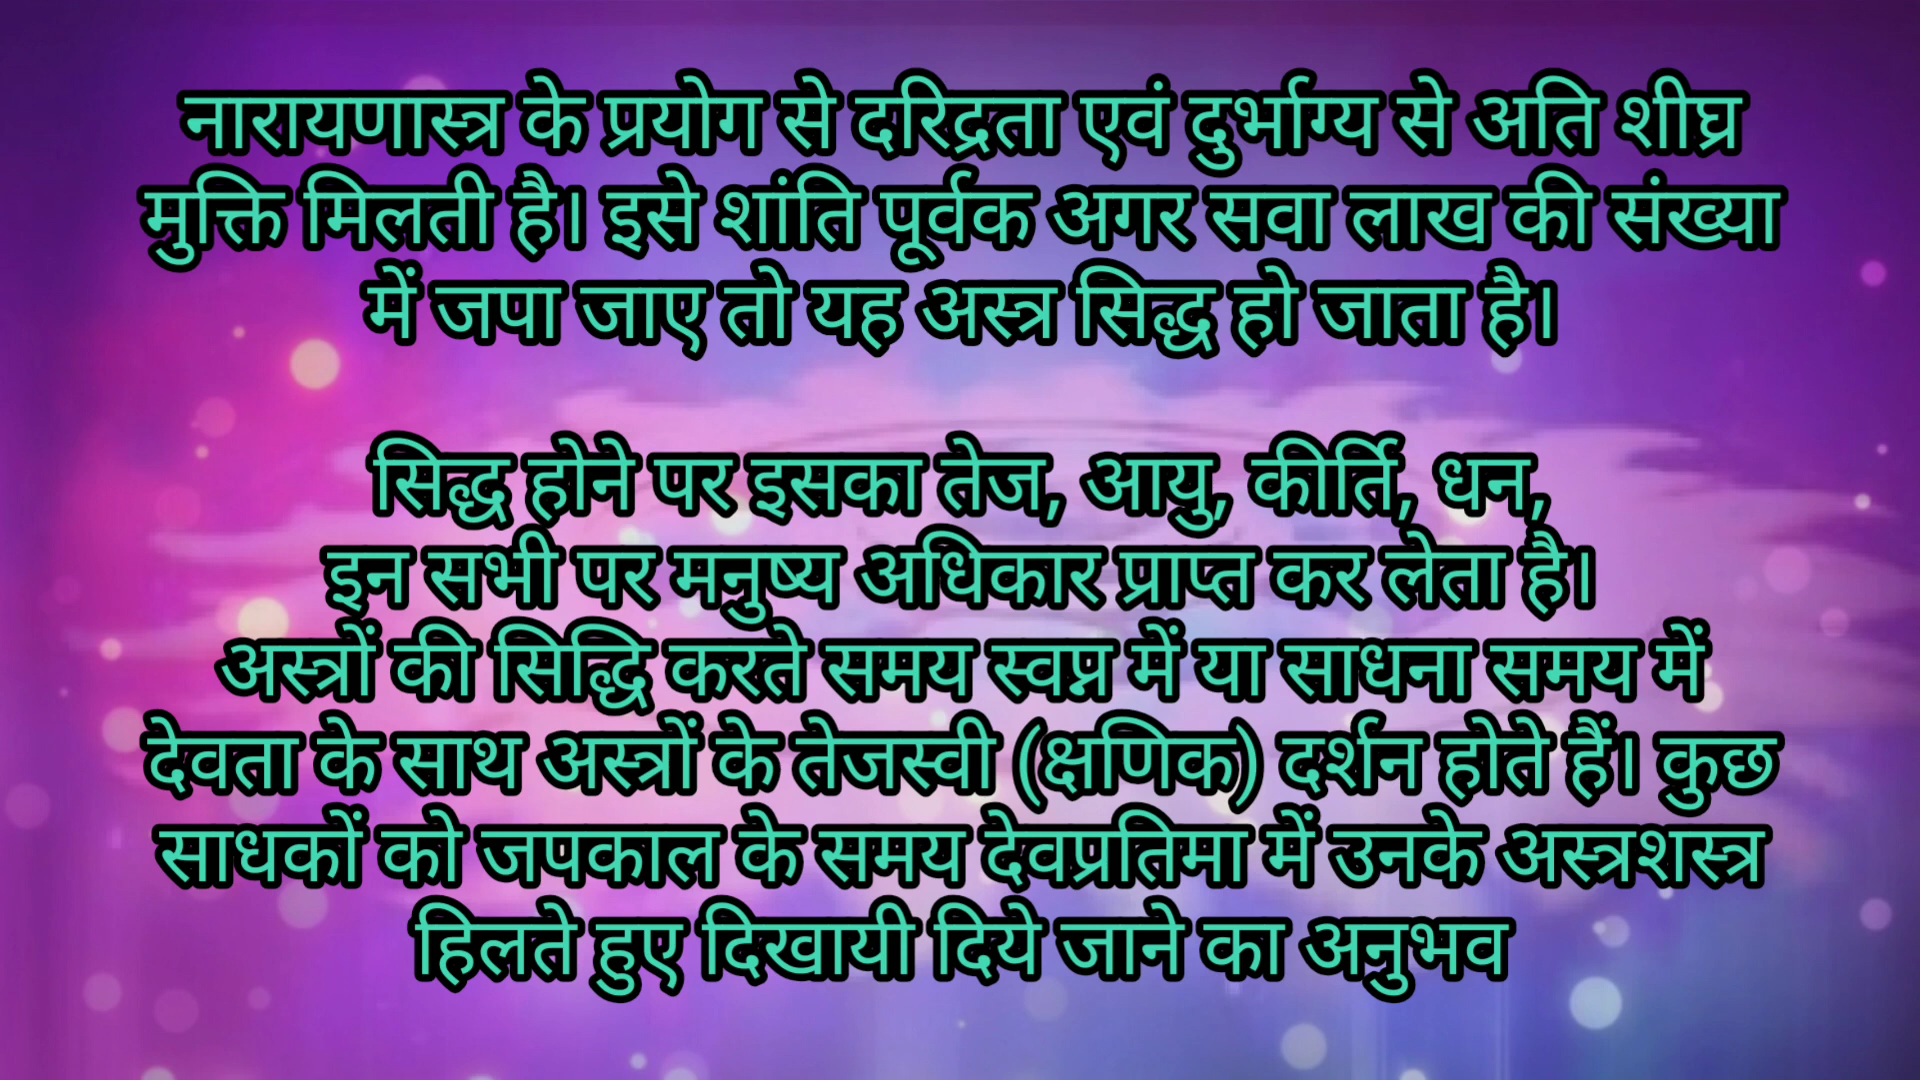 नारायणास्त्र के प्रयोग से दरिद्रता एवं दुर्भाग्य से अति शीघ्र
मुक्ति मिलती है। इसे शांति पूर्वक अगर सवा लाख की संख्या
में जपा जाए तो यह अस्त्र सिद्ध हो जाता है।
सिद्ध होने पर इसका तेज, आयु, कीर्ति, धन,
इन सभी पर मनुष्य अधिकार प्राप्त कर लेता है।
अस्त्रों की सिद्धि करते समय स्वप्न में या साधना समय में
देवता के साथ अस्त्रों के तेजस्वी (क्षणिक) दर्शन होते हैं। कुछ
साधकों को जपकाल के समय देवप्रतिमा में उनके अस्त्रशस्त्र
हिलते हुए दिखायी दिये जाने का अनुभव